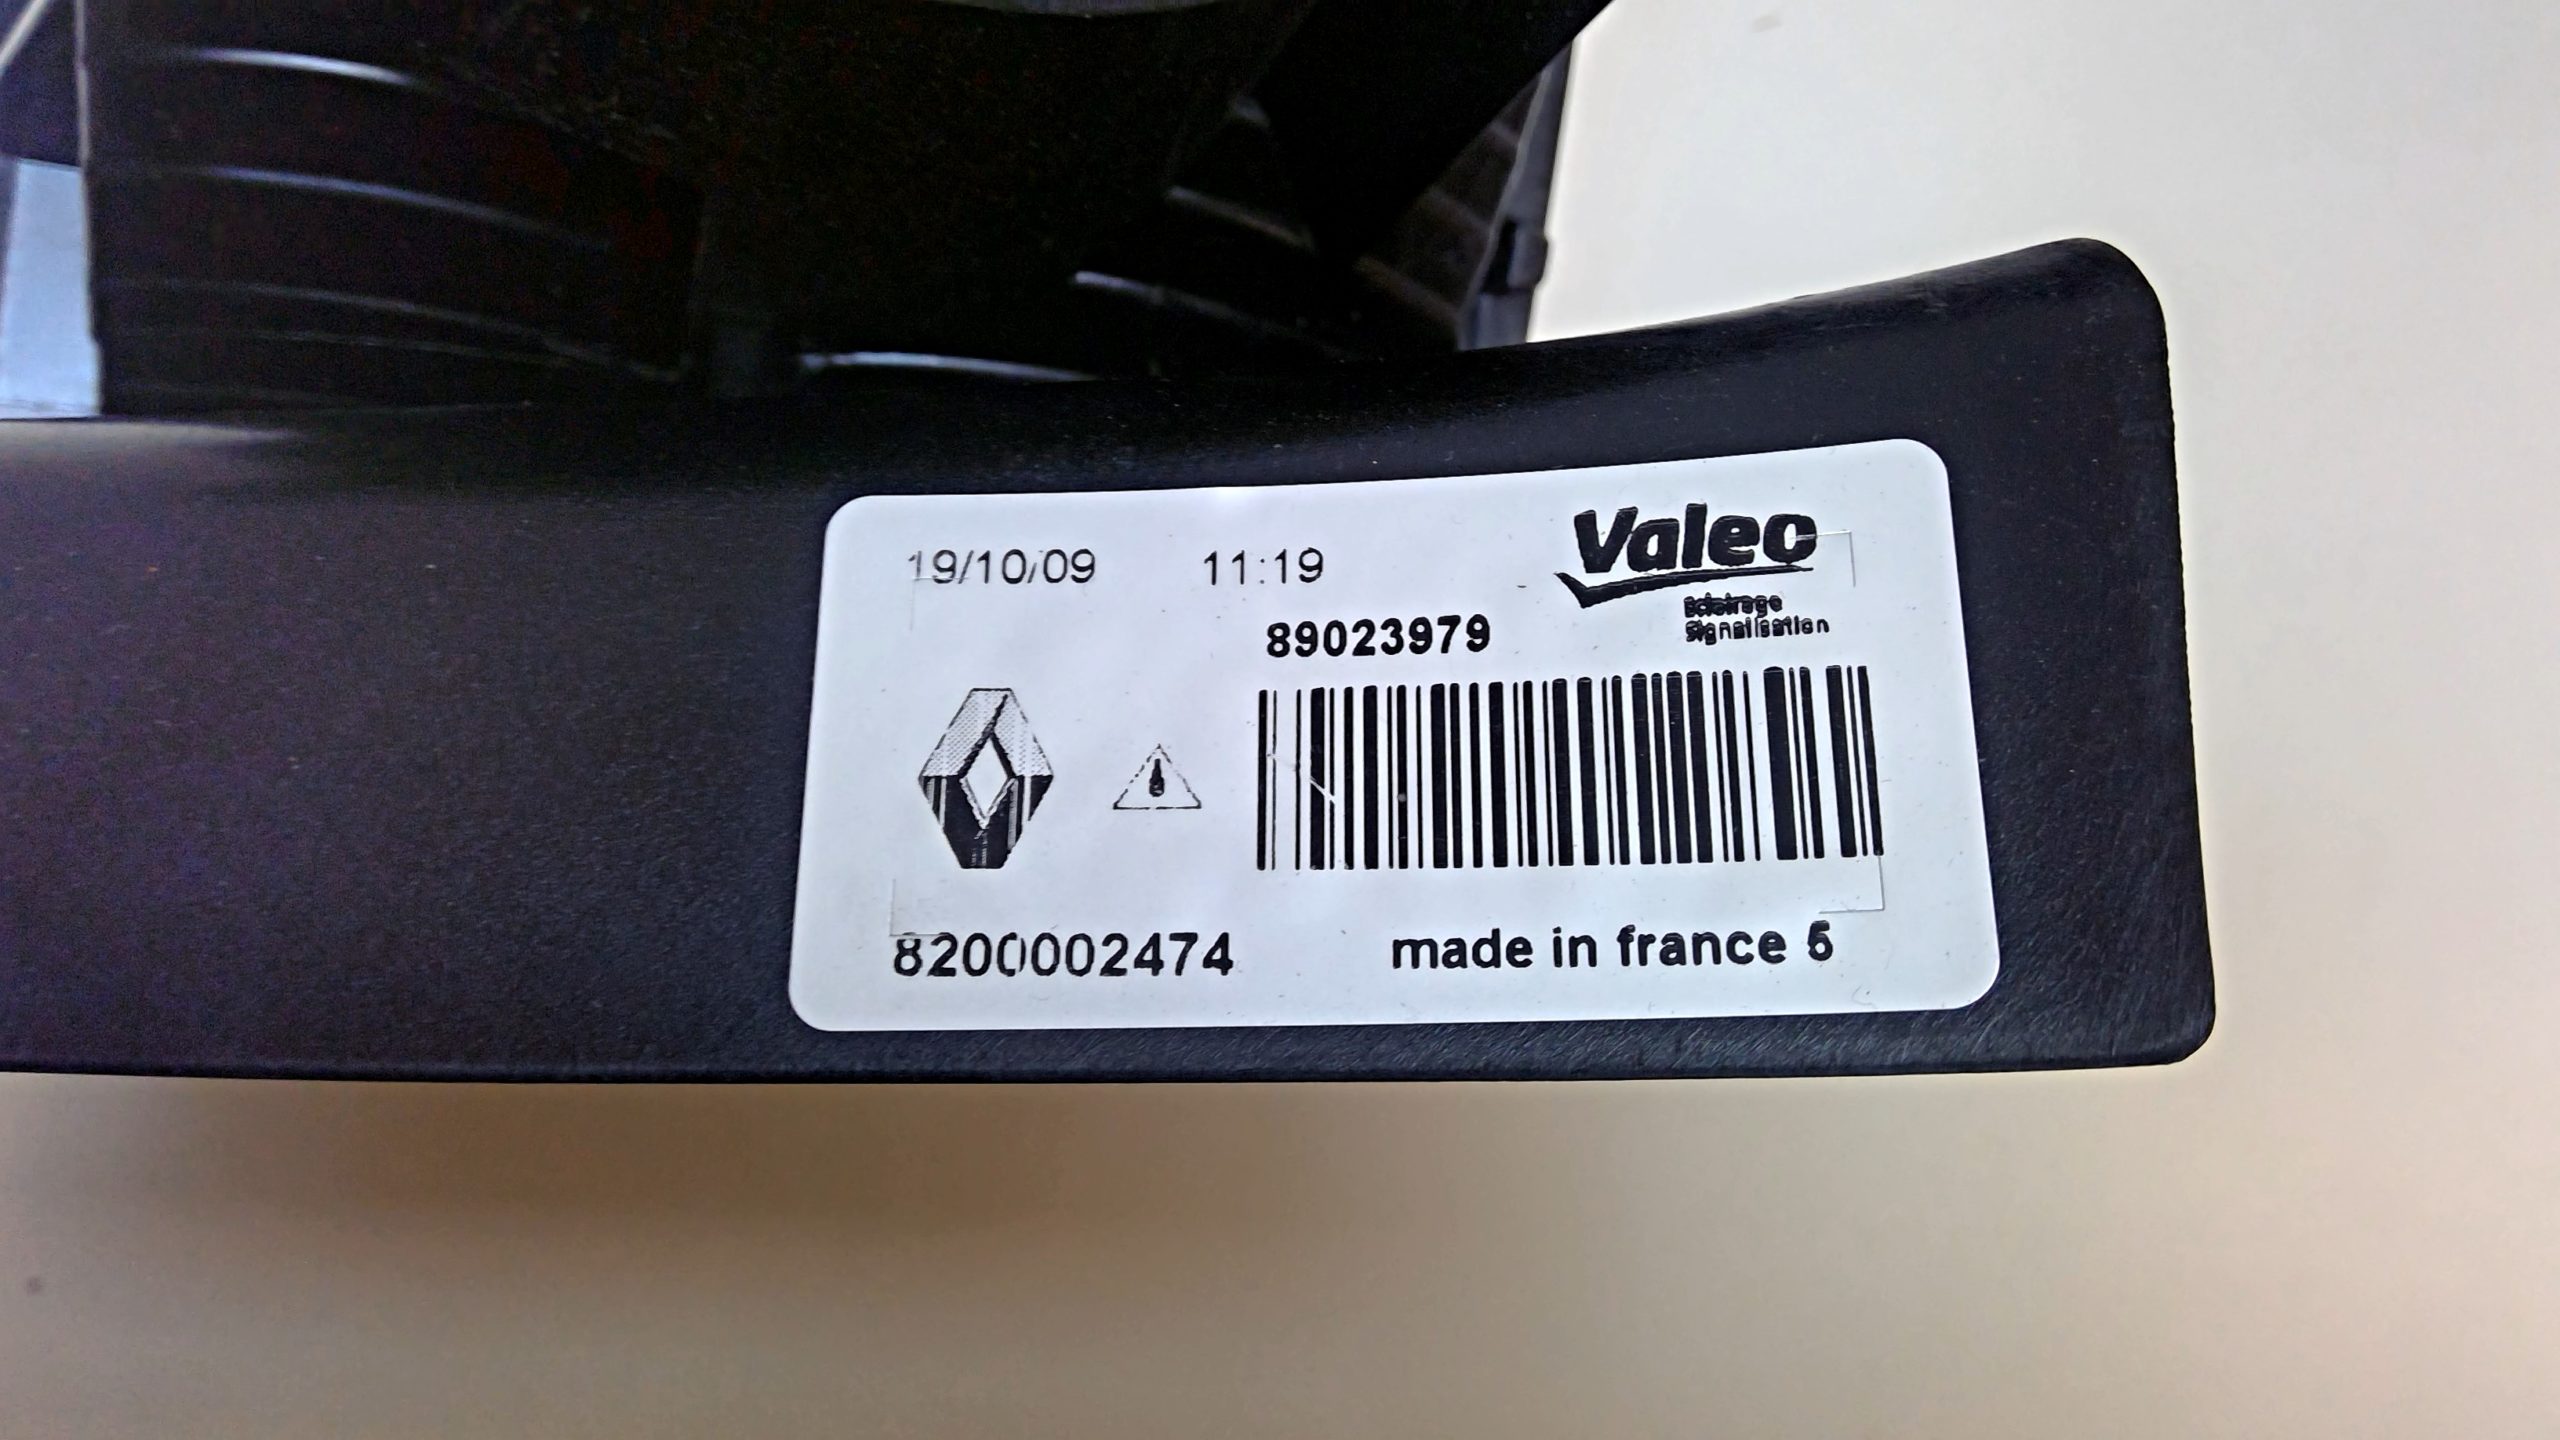 19/10/09 11:19
Valeo
Eclairage
Signalisation
89023979
8200002474
made in france 6